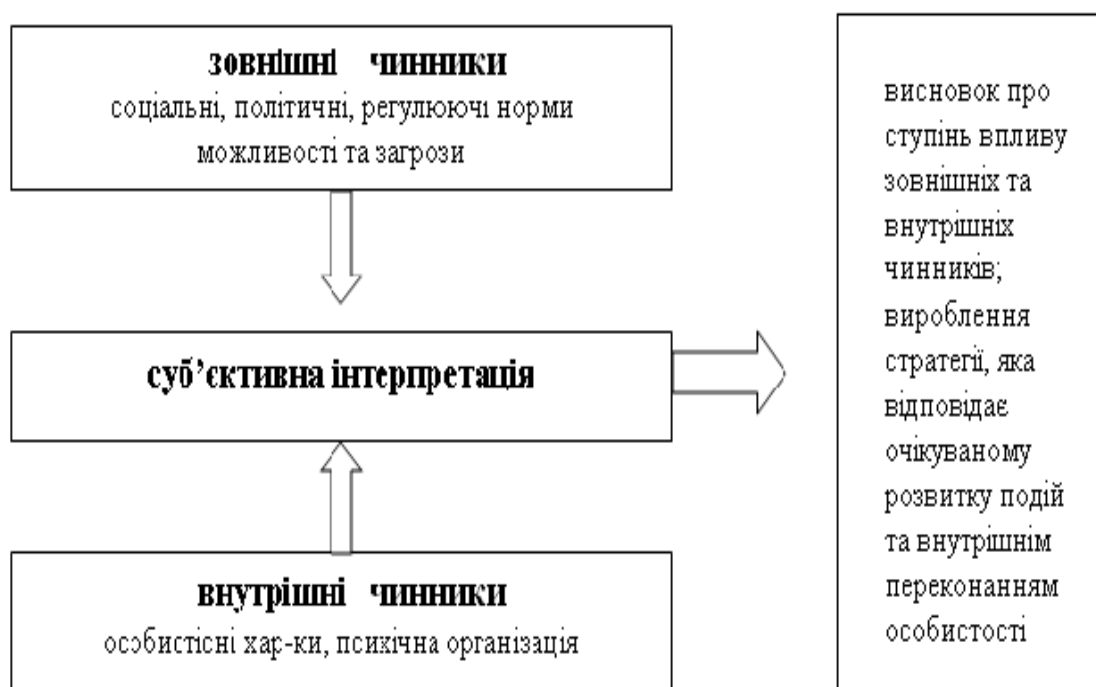 зовнішні чинники
соціальні, політичні, регулюючі норми
можливості та загрози
суб’єктивна інтерпретація
внутрішні чинники
особистісні хар-ки, психічна організація
висновок про
ступінь впливу
зовнішніх та
внутрішніх
чинників;
вироблення
стратегії, яка
відповідає
очікуваному
розвитку подій
та внутрішнім
переконанням
особистості